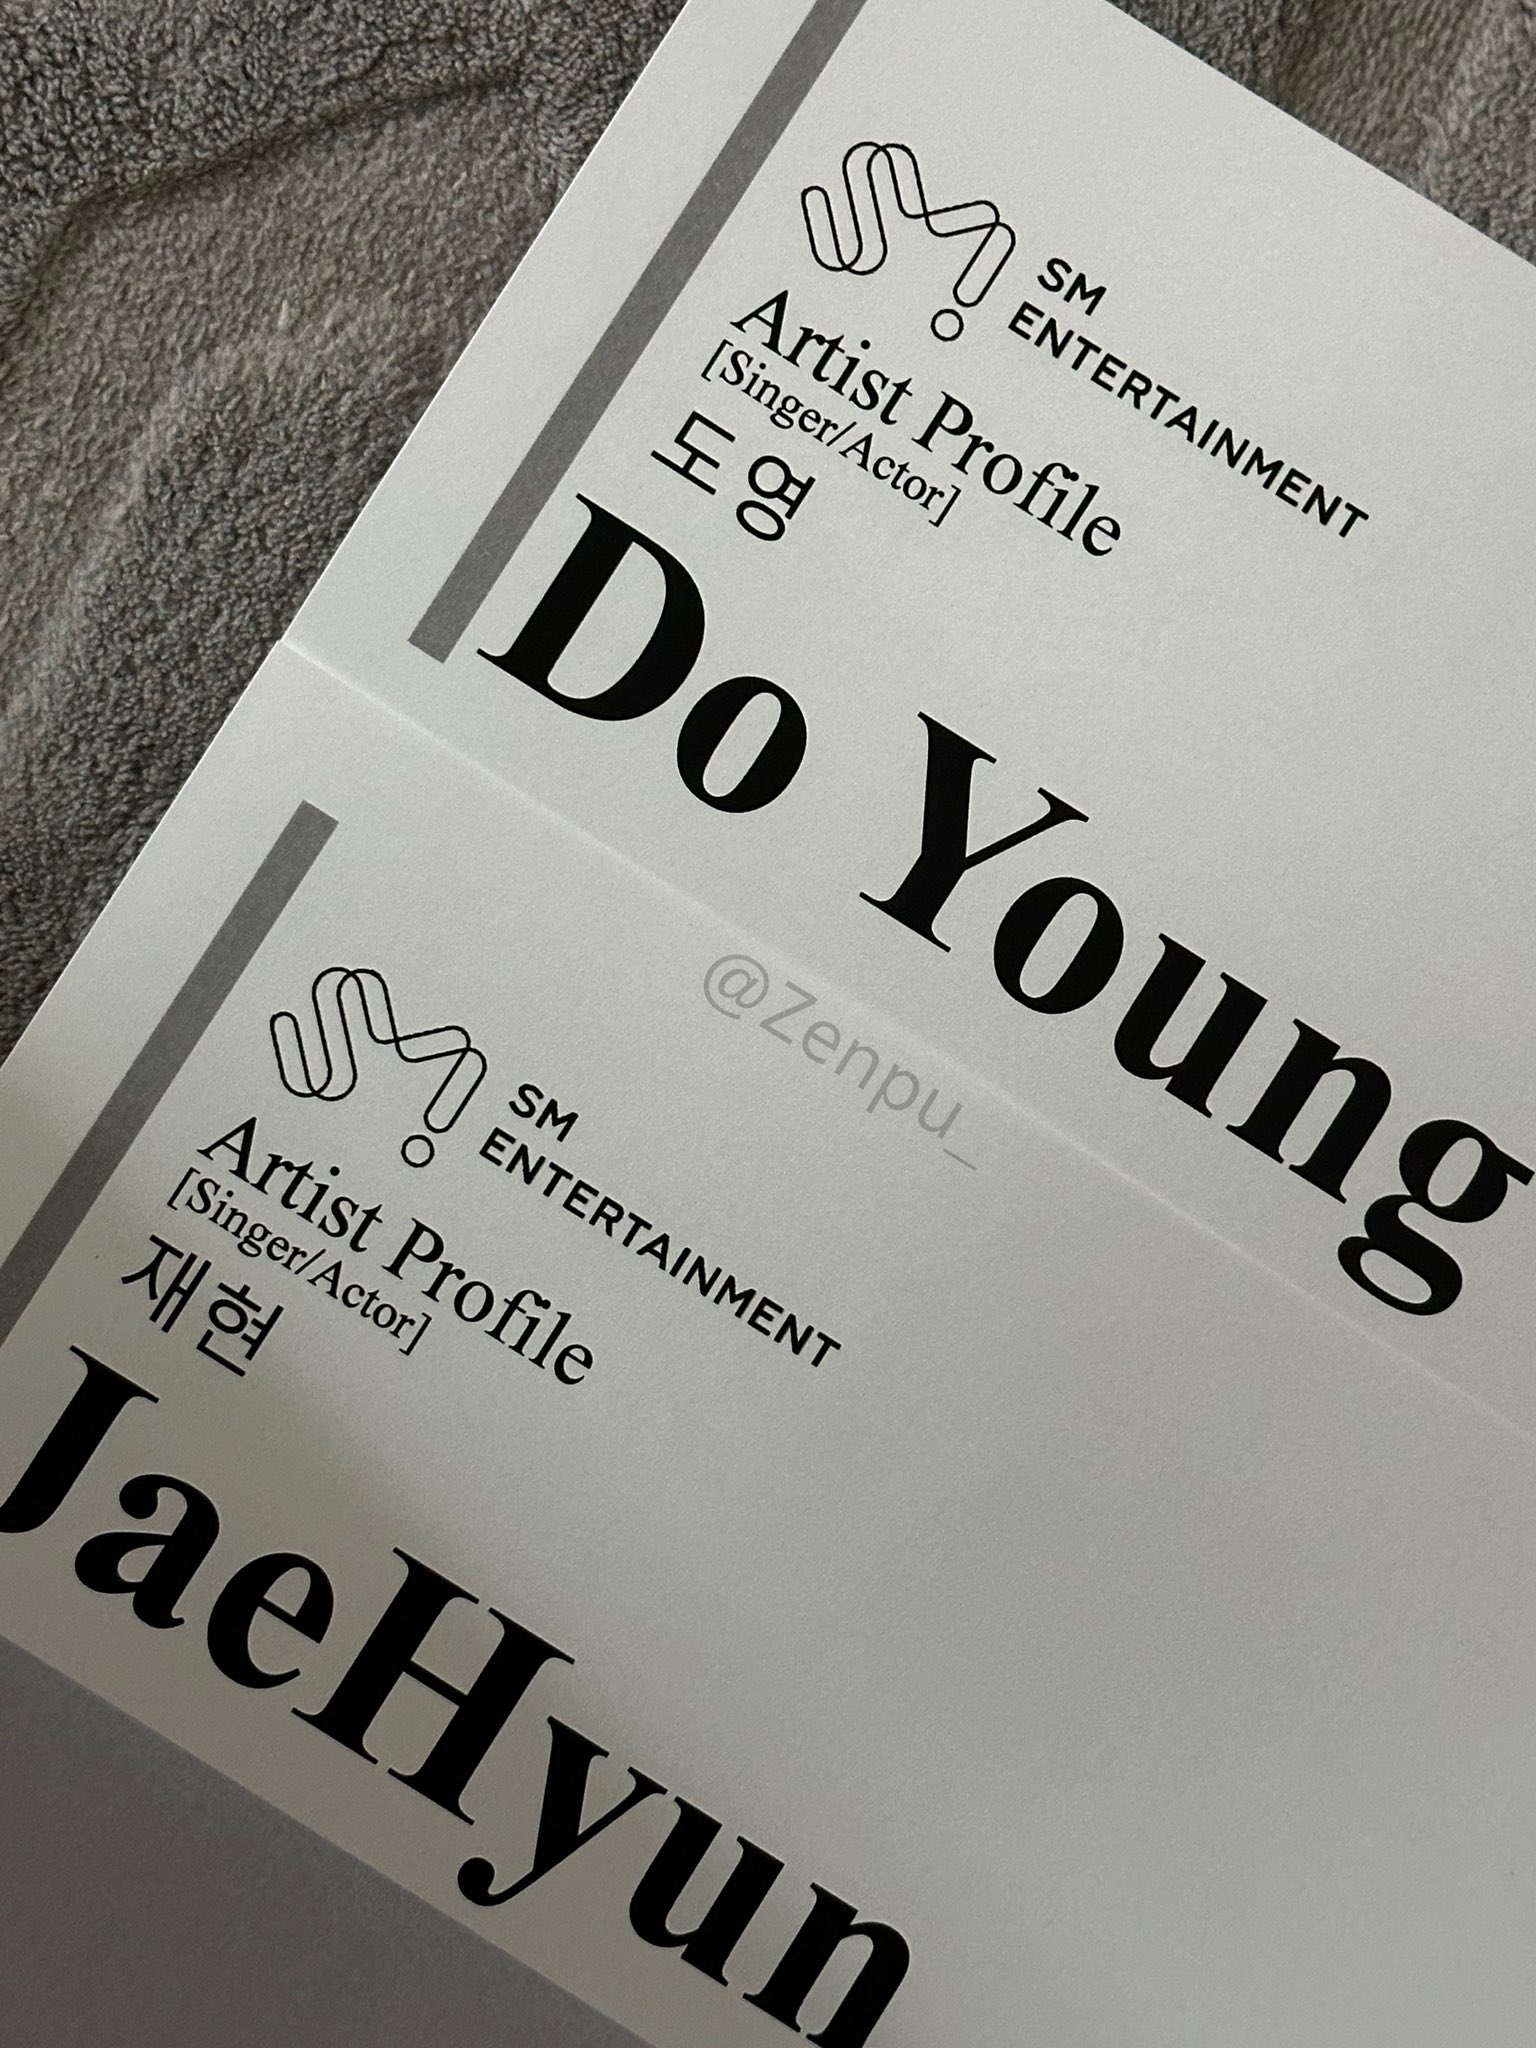 SM
ENTERTAINMENT
Artist Profile
[Singer/Actor]
도영
Do Young
@Zenpu_
SM
ENTERTAINMENT
Artist Profile
[Singer/Actor]
재현
JaeHyun